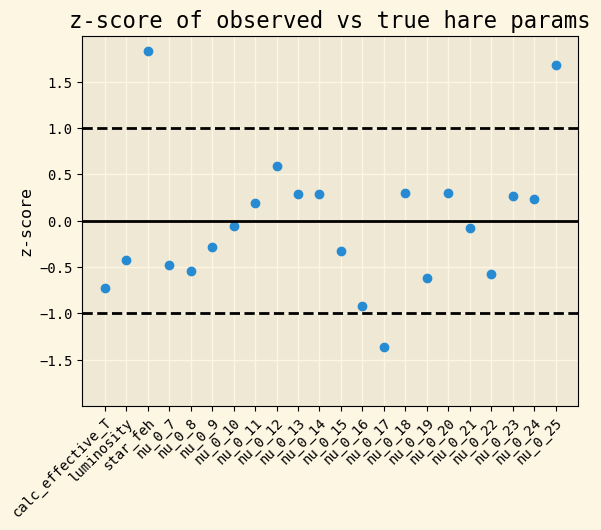 z-score of observed vs true hare params
z-score
1.5
1.0
0.5
0.0
−0.5
−1.0
−1.5
calc_effective_T
luminosity
star_feh
nu_0_7
nu_0_8
nu_0_9
nu_0_10
nu_0_11
nu_0_12
nu_0_13
nu_0_14
nu_0_15
nu_0_16
nu_0_17
nu_0_18
nu_0_19
nu_0_20
nu_0_21
nu_0_22
nu_0_23
nu_0_24
nu_0_25